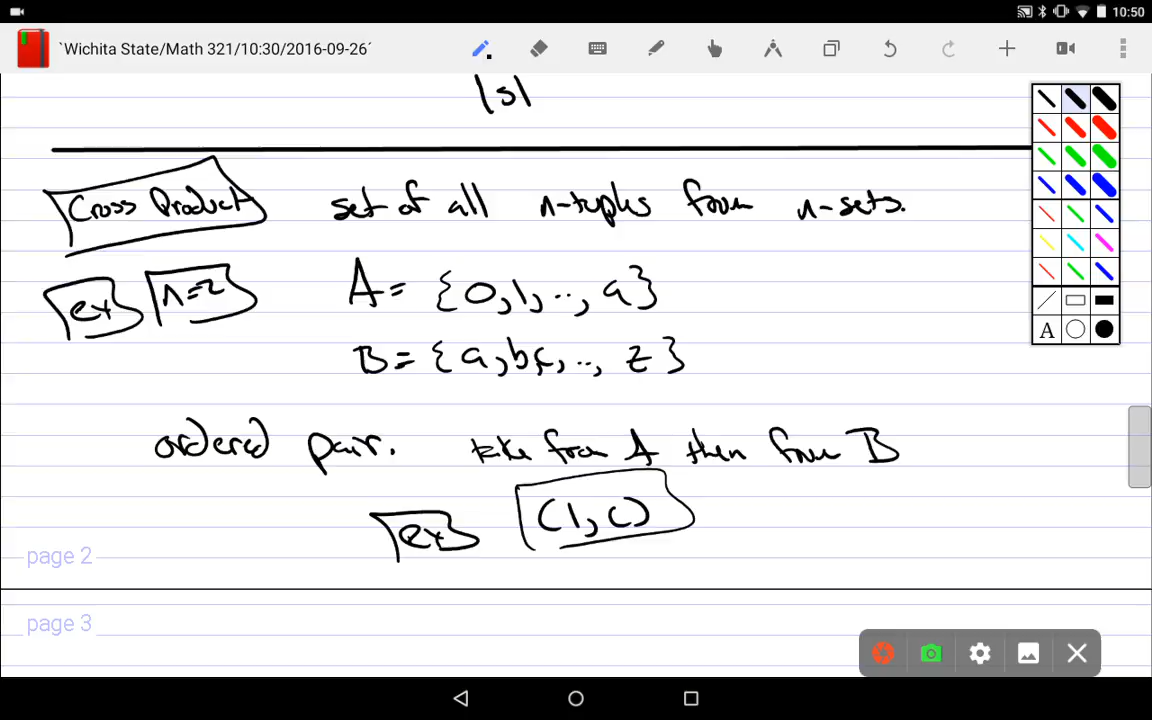 10:50
`Wichita State/Math 321/10:30/2016-09-26´
|S|
Cross Product set of all n-tuples from n-sets.
ex n=2 A = {0,1,..,9}
B = {a,b,c,..,z}
ordered pair. take from A then from B
ex (1,c)
A
page 2
page 3